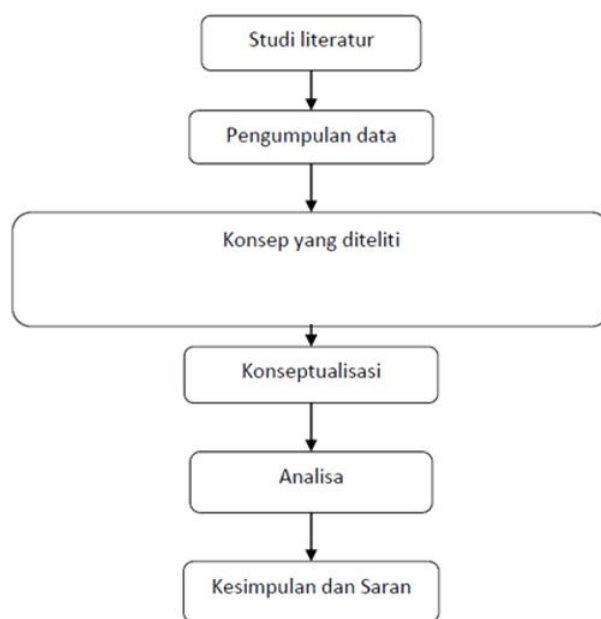 Studi literatur
Pengumpulan data
Konsep yang diteliti
Konseptualisasi
Analisa
Kesimpulan dan Saran